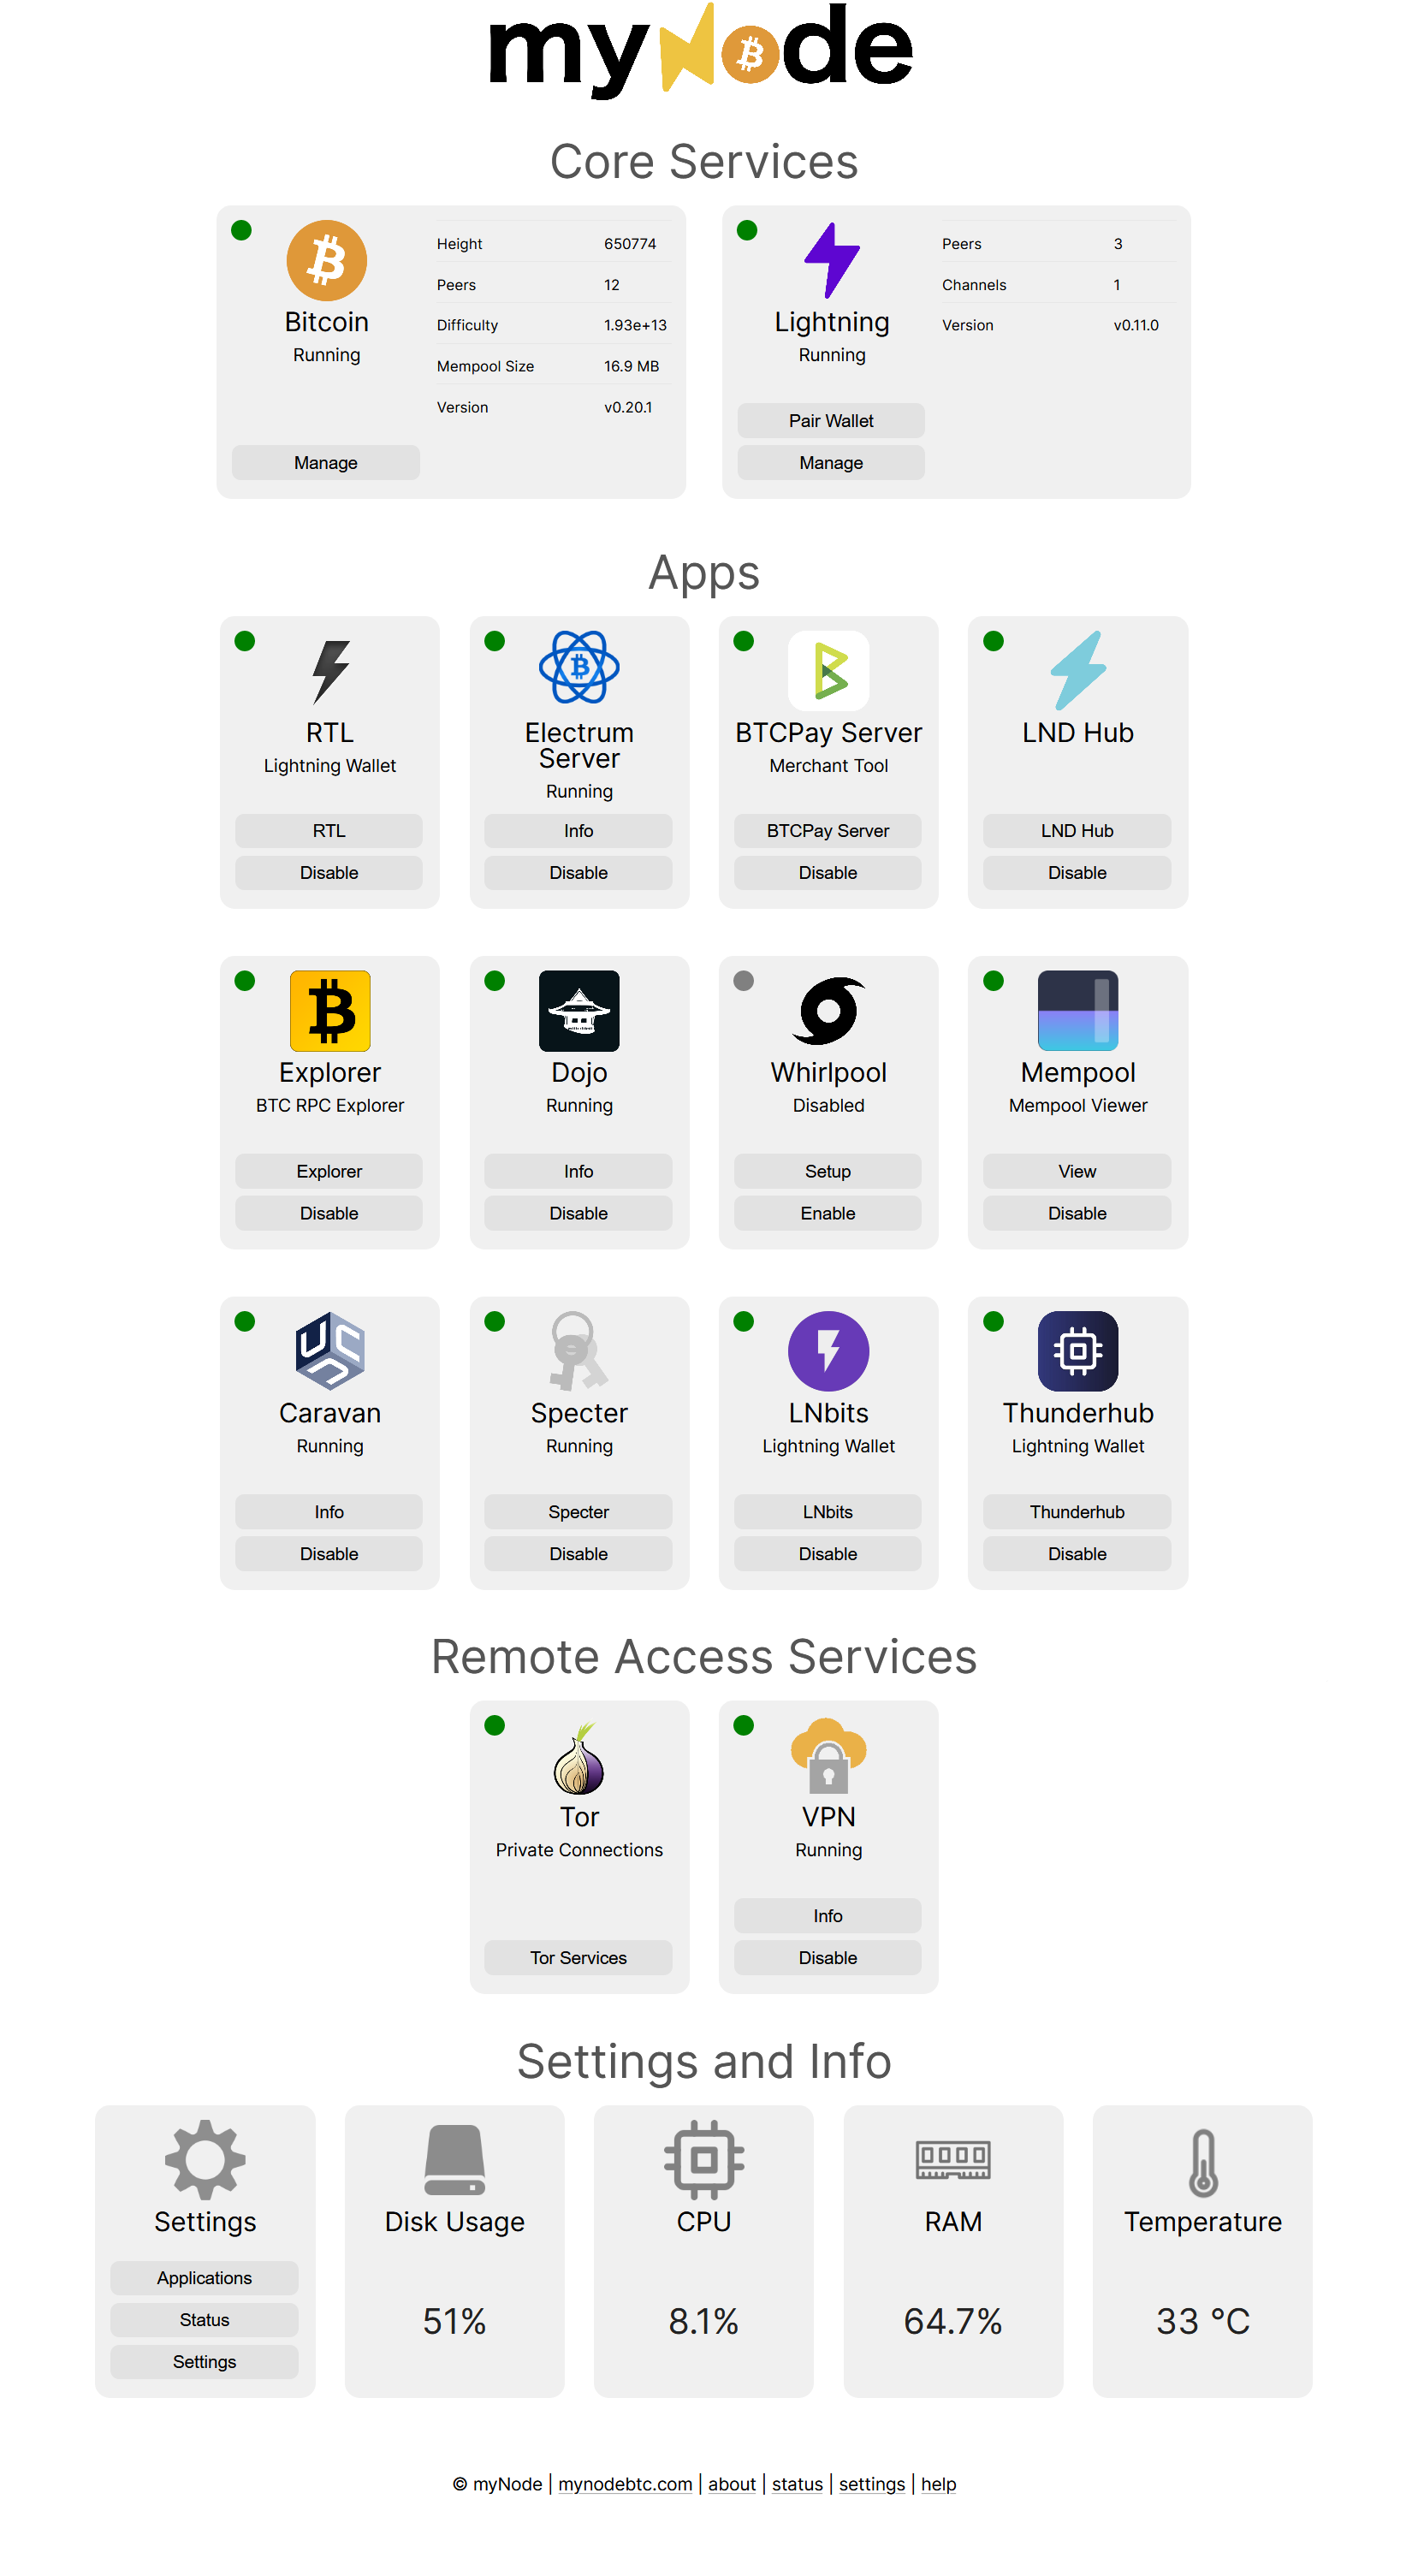 myNode
Core Services
Bitcoin
Running
Manage
Height 650774
Peers 12
Difficulty 1.93e+13
Mempool Size 16.9 MB
Version v0.20.1
Lightning
Running
Pair Wallet
Manage
Peers 3
Channels 1
Version v0.11.0
Apps
RTL
Lightning Wallet
RTL
Disable
Electrum
Server
Running
Info
Disable
BTCPay Server
Merchant Tool
BTCPay Server
Disable
LND Hub
LND Hub
Disable
Explorer
BTC RPC Explorer
Explorer
Disable
Dojo
Running
Info
Disable
Whirlpool
Disabled
Setup
Enable
Mempool
Mempool Viewer
View
Disable
Caravan
Running
Info
Disable
Specter
Running
Specter
Disable
LNbits
Lightning Wallet
LNbits
Disable
Thunderhub
Lightning Wallet
Thunderhub
Disable
Remote Access Services
Tor
Private Connections
Tor Services
VPN
Running
Info
Disable
Settings and Info
Settings
Applications
Status
Settings
Disk Usage
51%
CPU
8.1%
RAM
64.7%
Temperature
33 °C
© myNode | mynodebtc.com | about | status | settings | help